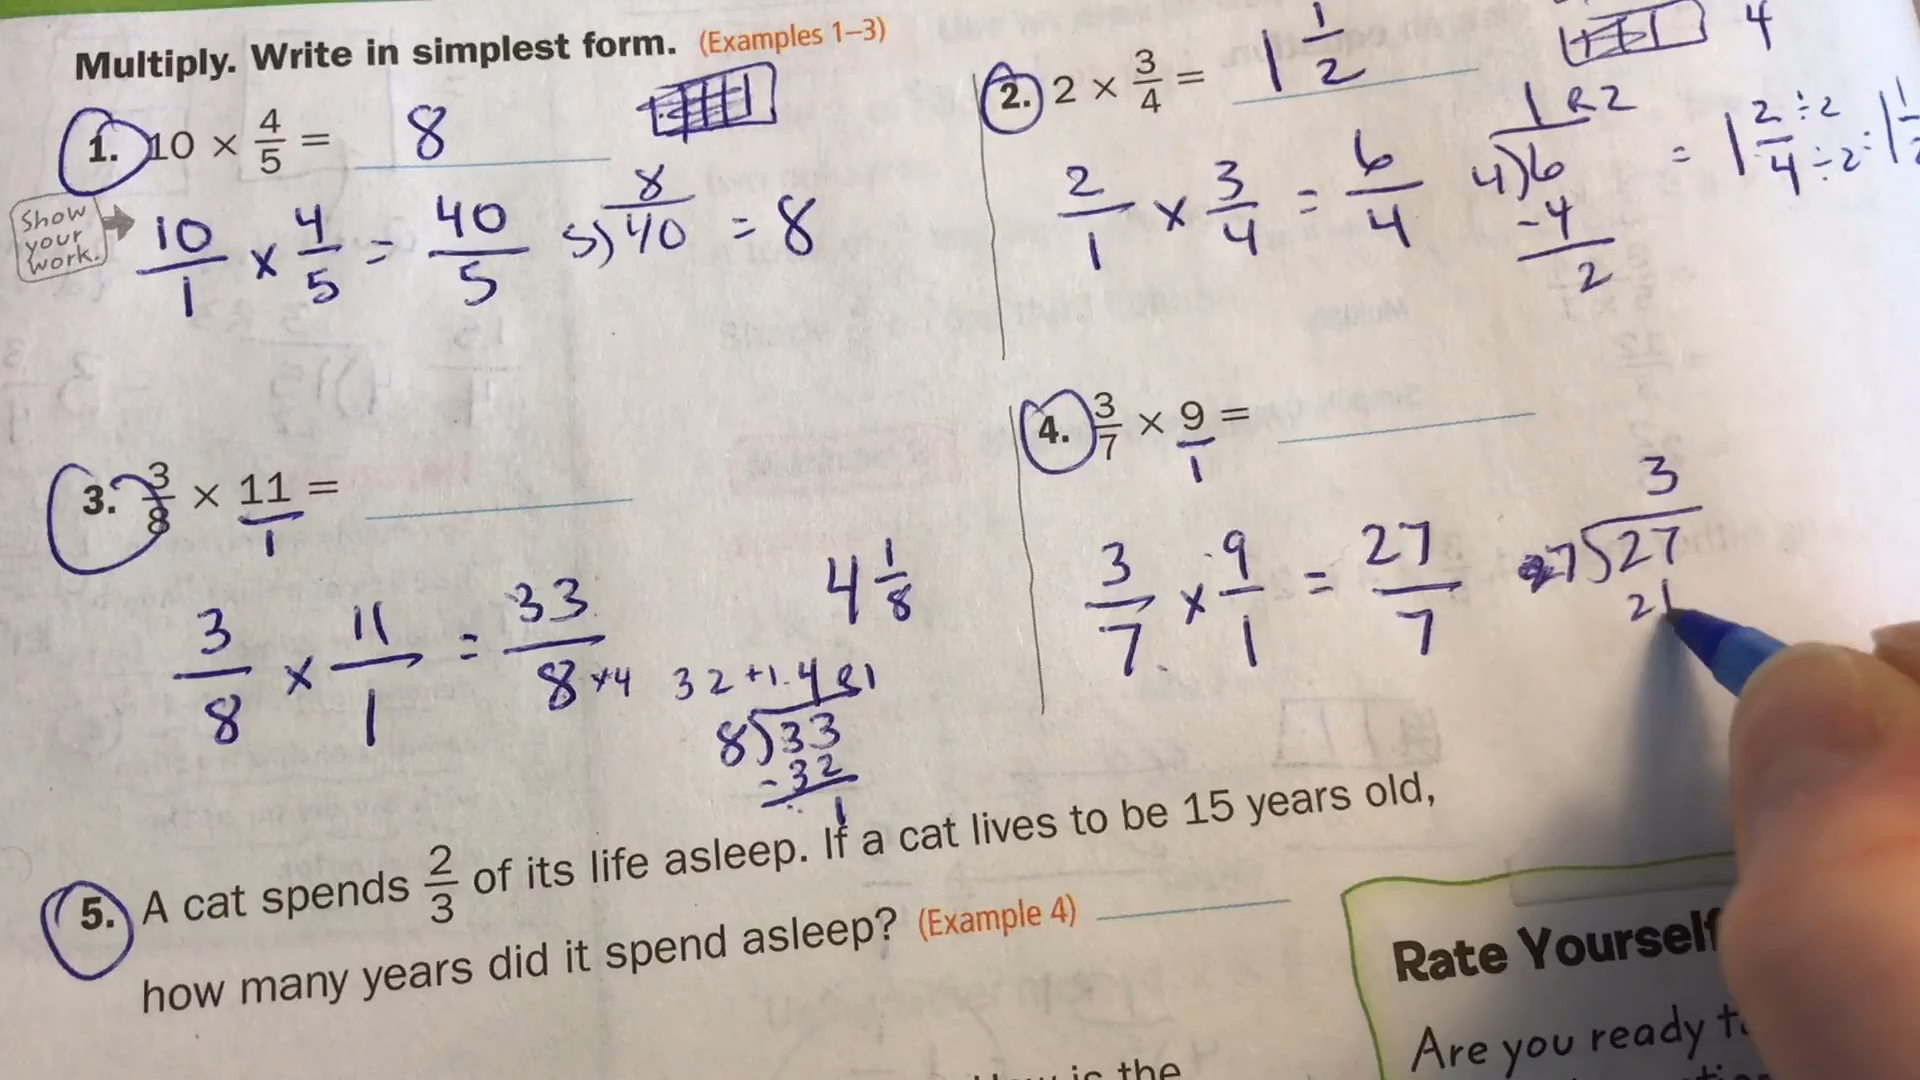 Multiply. Write in simplest form. (Examples 1–3)
1. 10 × 4/5 = 8
Show your work.
10/1 × 4/5 = 40/5 5)40 8 = 8
2. 2 × 3/4 = 1 1/2
4
2/1 × 3/4 = 6/4 4)6 1 R2 = 1 2/4 ÷2 ÷2
-4
2
3. 3/8 × 11/1 =
4 1/8
3/8 × 11/1 = 33/8 ×4 32 +1
8)33 4 R1
-32
1
4. 3/7 × 9/1 =
3/7 × 9/1 = 27/7 7)27 3
21
5. A cat spends 2/3 of its life asleep. If a cat lives to be 15 years old,
how many years did it spend asleep? (Example 4)
Rate Yourself
Are you ready
is the